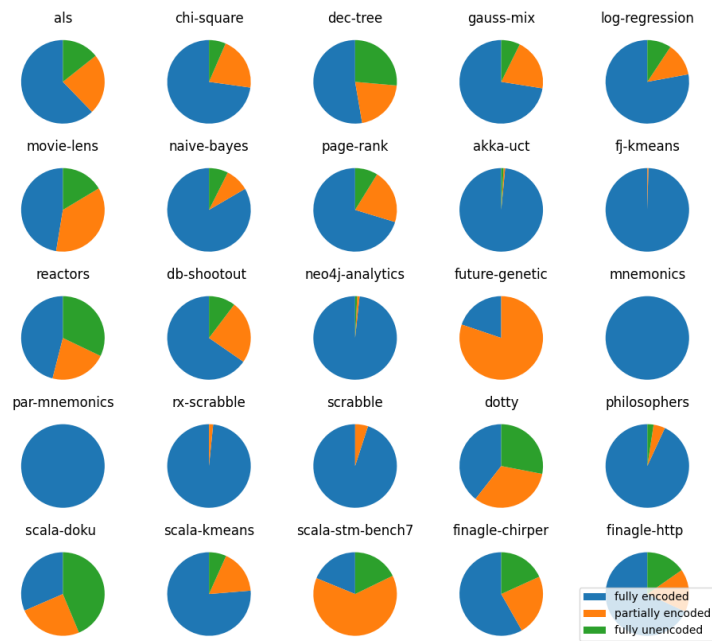 als chi-square dec-tree gauss-mix log-regression
movie-lens naive-bayes page-rank akka-uct fj-kmeans
reactors db-shootout neo4j-analytics future-genetic mnemonics
par-mnemonics rx-scrabble scrabble dotty philosophers
scala-doku scala-kmeans scala-stm-bench7 finagle-chirper finagle-http
fully encoded
partially encoded
fully unencoded